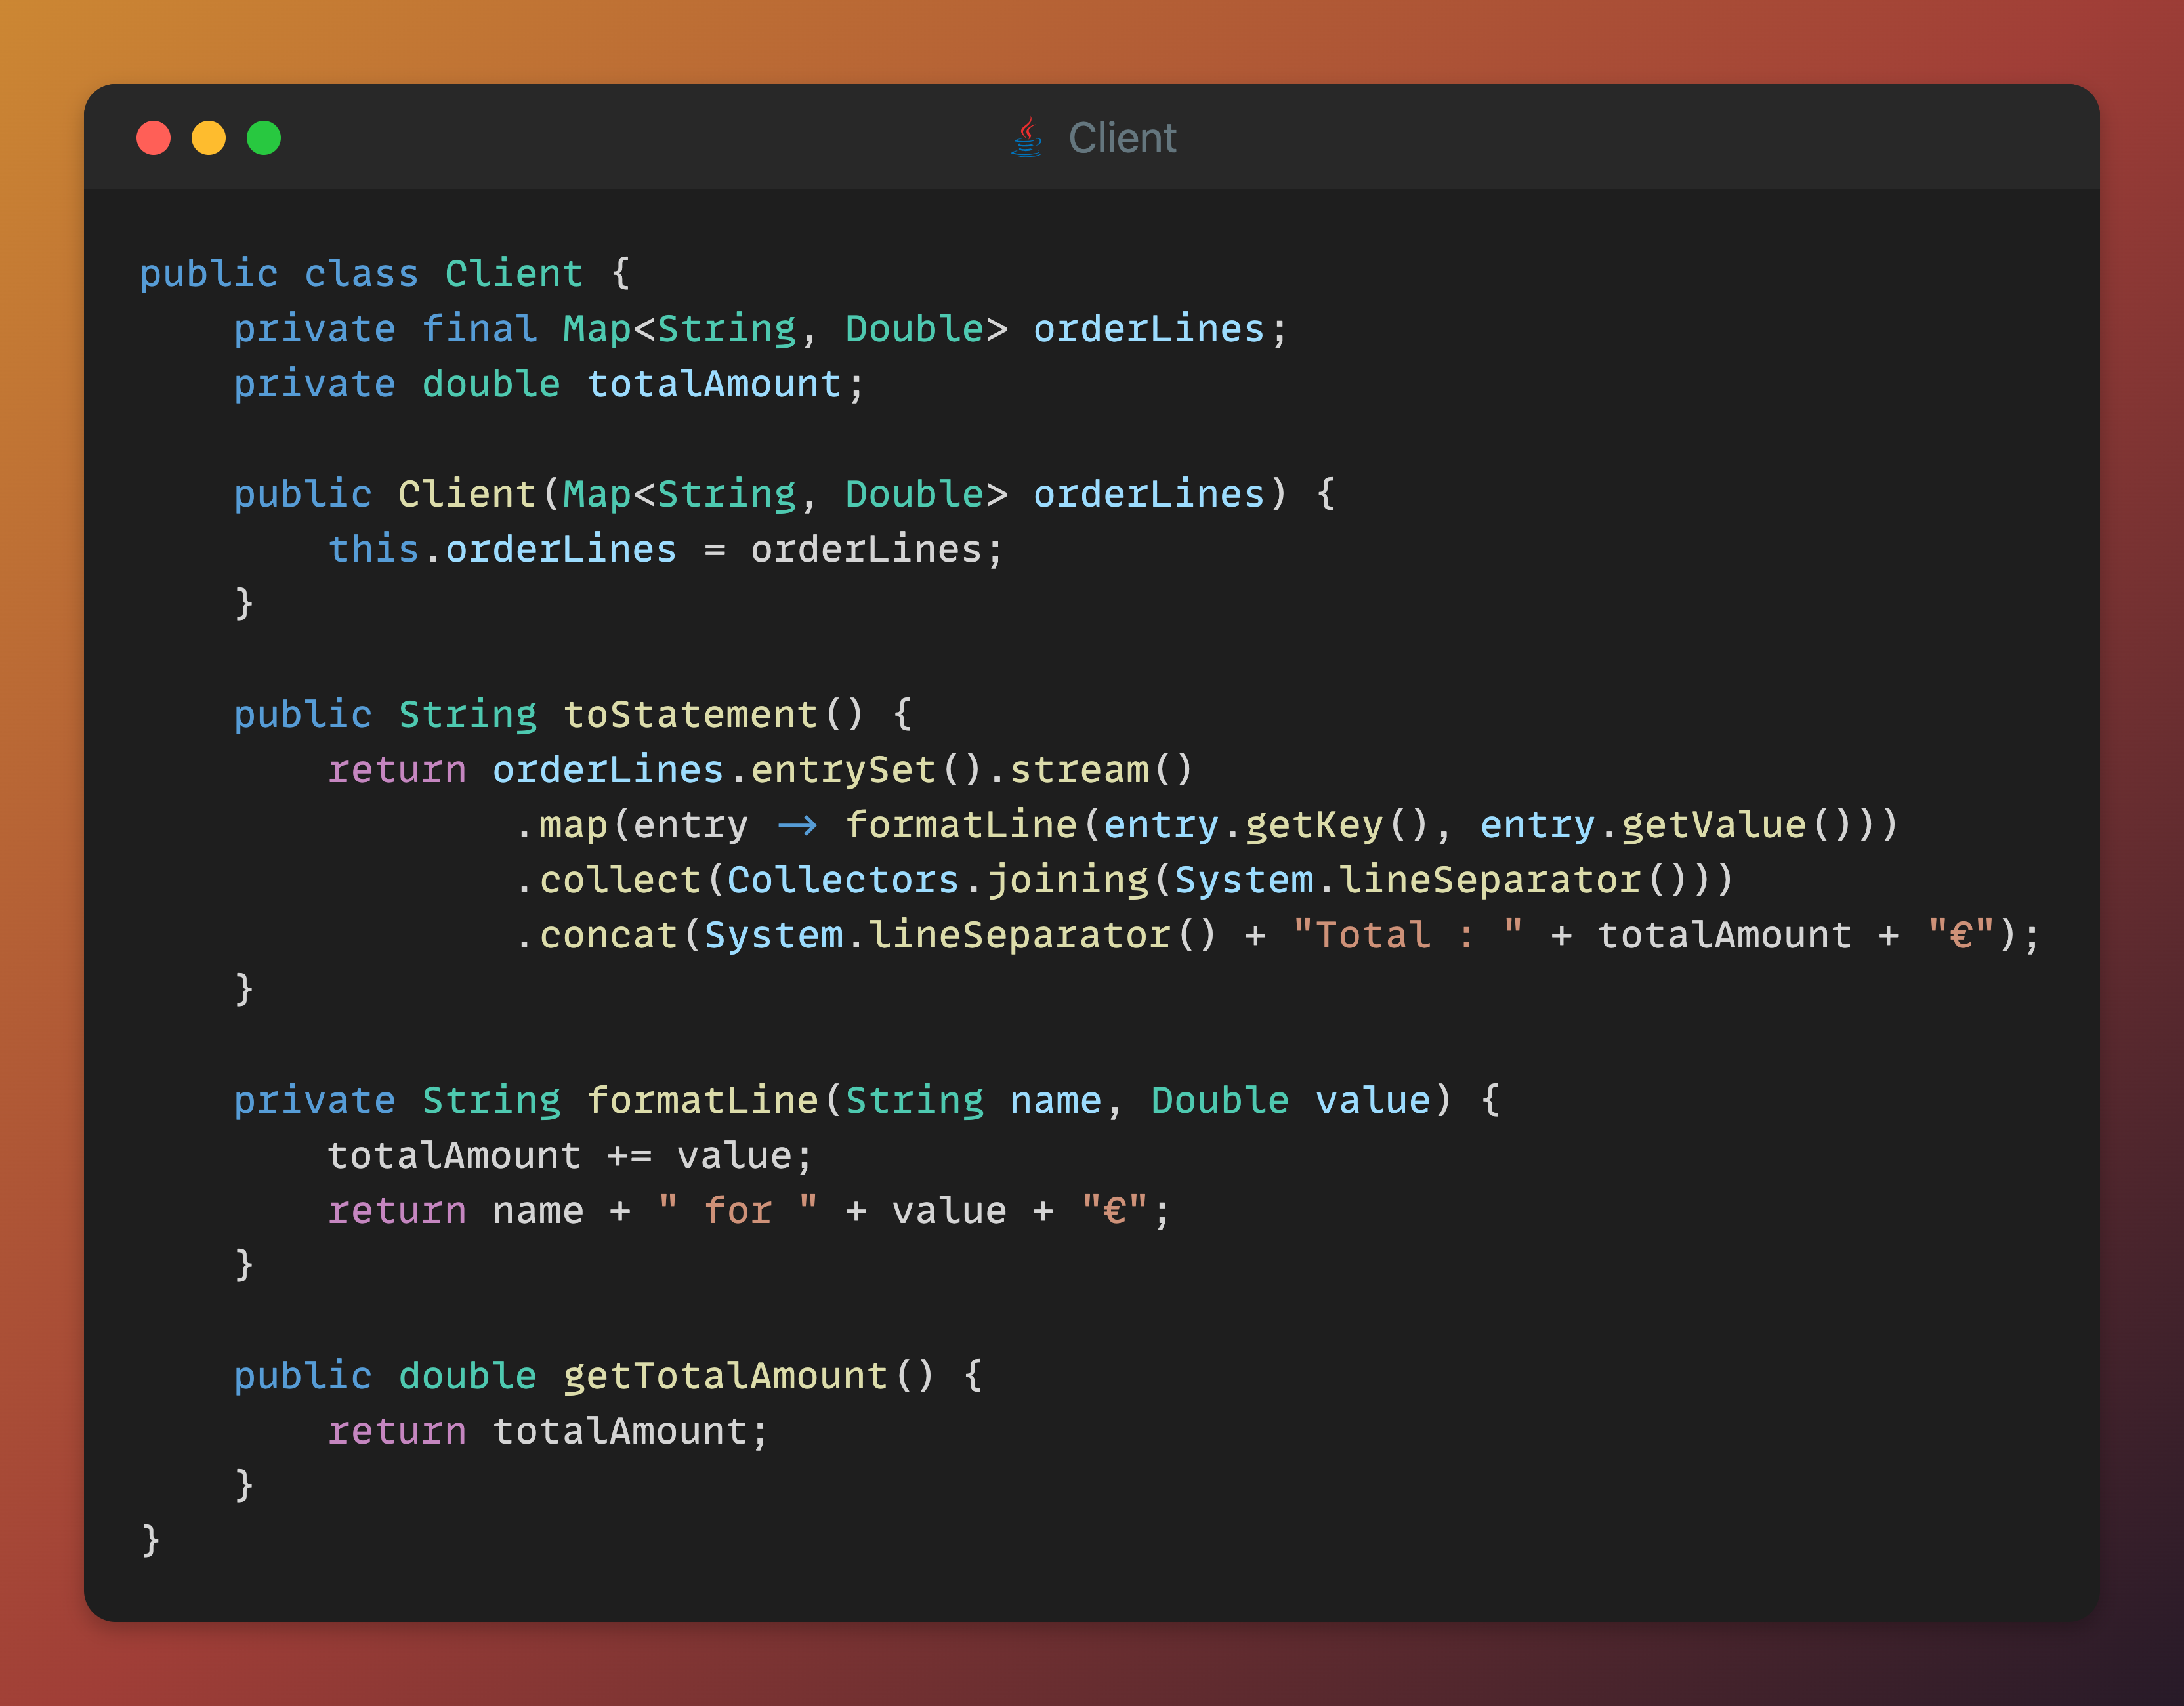 Client
public class Client {
    private final Map<String, Double> orderLines;
    private double totalAmount;

    public Client(Map<String, Double> orderLines) {
        this.orderLines = orderLines;
    }

    public String toStatement() {
        return orderLines.entrySet().stream()
                .map(entry -> formatLine(entry.getKey(), entry.getValue()))
                .collect(Collectors.joining(System.lineSeparator()))
                .concat(System.lineSeparator() + "Total : " + totalAmount + "€");
    }

    private String formatLine(String name, Double value) {
        totalAmount += value;
        return name + " for " + value + "€";
    }

    public double getTotalAmount() {
        return totalAmount;
    }
}